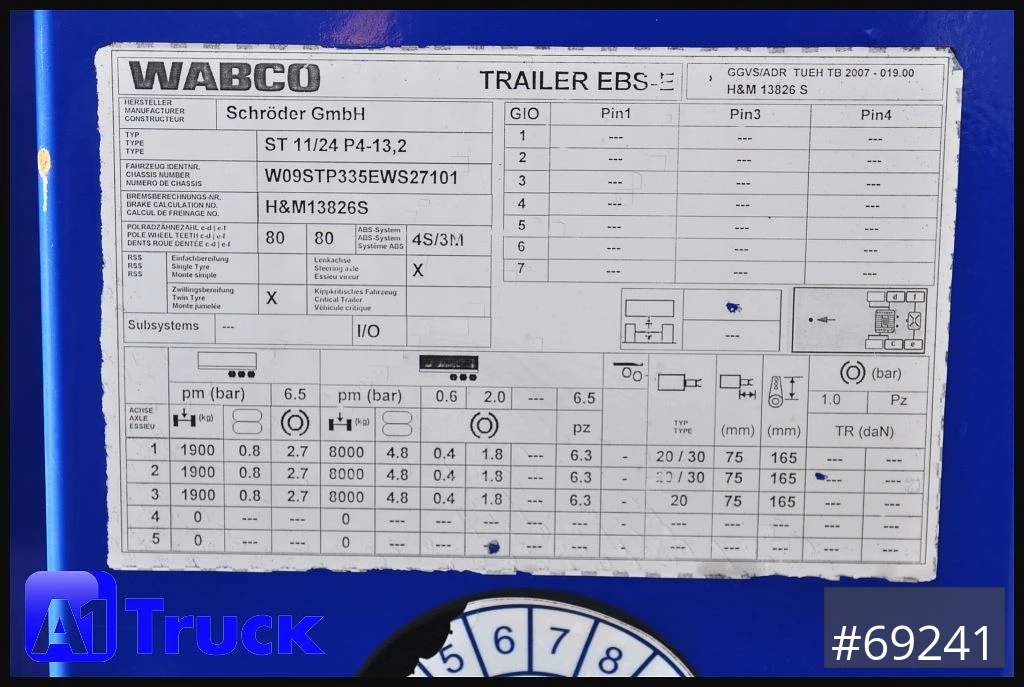 WABCO
TRAILER EBS-E
GGVS/ADR TUEH TB 2007 - 019.00
H&M 13826 S
HERSTELLER
MANUFACTURER
CONSTRUCTEUR
Schröder GmbH
TYP
TYPE
TYPE
ST 11/24 P4-13,2
FAHRZEUG IDENTNR.
CHASSIS NUMBER
NUMERO DE CHASSIS
W09STP335EWS27101
BREMSBERECHNUNGS-NR.
BRAKE CALCULATION NO.
CALCUL DE FREINAGE NO.
H&M13826S
POLRADZÄHNEZAHL c-d | e-f
POLE WHEEL TEETH c-d | e-f
DENTS ROUE DENTÉE c-d | e-f
80 80
ABS-System
ABS-System
Système ABS
4S/3M
RSS
RSS
RSS
Einfachbereifung
Single Tyre
Monte simple
Lenkachse
Steering axle
Essieu vireur
X
Zwillingsbereifung
Twin Tyre
Monte jumelée
X
Kippkritisches Fahrzeug
Critical Trailer
Véhicule critique
Subsystems --- I/O
GIO Pin1 Pin3 Pin4
1 --- --- ---
2 --- --- ---
3 --- --- ---
4 --- --- ---
5 --- --- ---
6 --- --- ---
7 --- --- ---
---
d f
c e
pm (bar) 6.5 pm (bar) 0.6 2.0 --- 6.5
(bar)
1.0 Pz
ACHSE
AXLE
ESSIEU
(kg) (kg) pz
TYP
TYPE
(mm) (mm) TR (daN)
1 1900 0.8 2.7 8000 4.8 0.4 1.8 --- 6.3 - 20 / 30 75 165 --- ---
2 1900 0.8 2.7 8000 4.8 0.4 1.8 --- 6.3 - 20 / 30 75 165 --- ---
3 1900 0.8 2.7 8000 4.8 0.4 1.8 --- 6.3 - 20 75 165 --- ---
4 0 --- --- 0 --- --- --- --- --- - --- --- --- --- ---
5 0 --- --- 0 --- --- --- --- - --- --- --- --- ---
5 6 7 8
A1 Truck
#69241